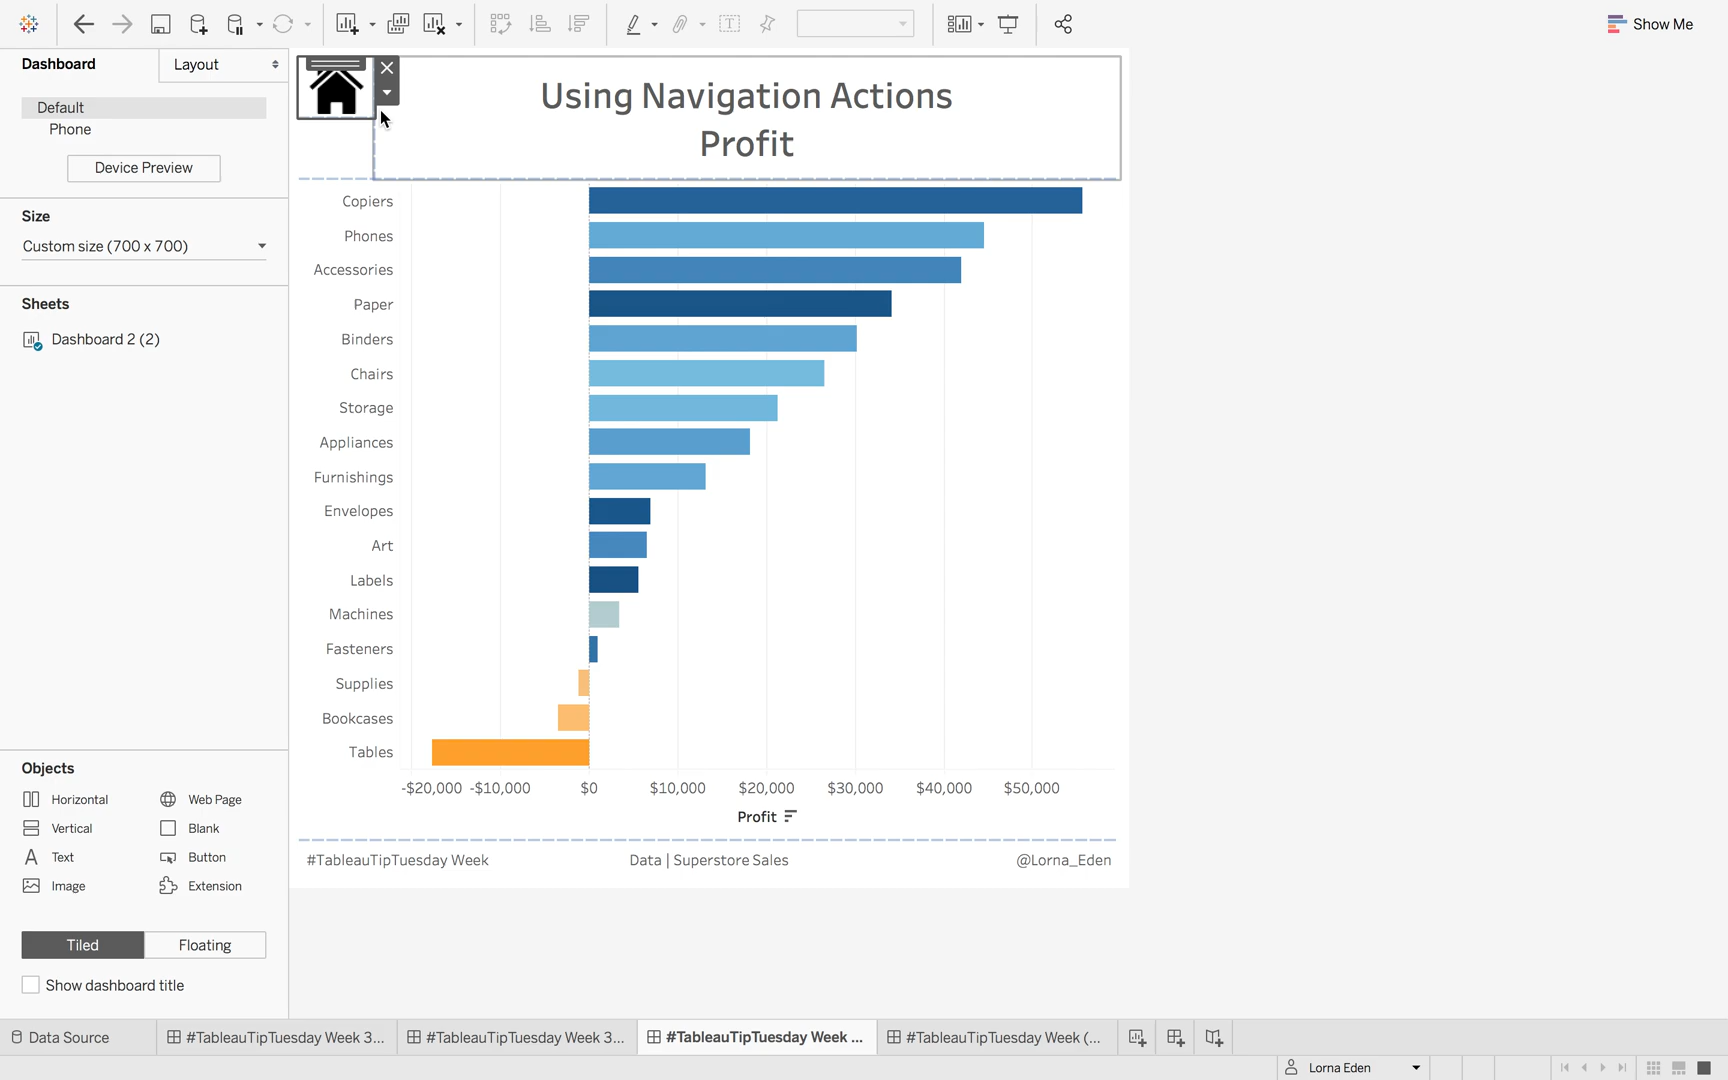 Show Me
Dashboard
Layout
Default
Phone
Device Preview
Size
Custom size (700 x 700)
Sheets
Dashboard 2 (2)
Objects
Horizontal
Web Page
Vertical
Blank
Text
Button
Image
Extension
Tiled
Floating
Show dashboard title
Using Navigation Actions
Profit
Copiers
Phones
Accessories
Paper
Binders
Chairs
Storage
Appliances
Furnishings
Envelopes
Art
Labels
Machines
Fasteners
Supplies
Bookcases
Tables
-$20,000 -$10,000 $0 $10,000 $20,000 $30,000 $40,000 $50,000
Profit
#TableauTipTuesday Week
Data | Superstore Sales
@Lorna_Eden
Data Source
#TableauTipTuesday Week 3...
#TableauTipTuesday Week 3...
#TableauTipTuesday Week ...
#TableauTipTuesday Week (...
Lorna Eden